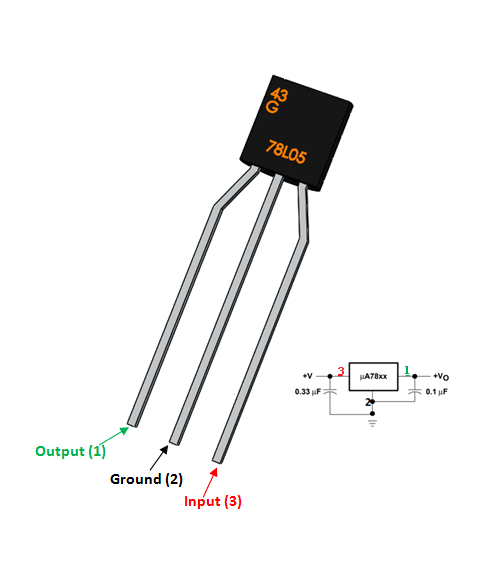 43
G
78L05
Output (1)
Ground (2)
Input (3)
+V 3 µA78xx 1 +VO
0.33 µF 2 0.1 µF